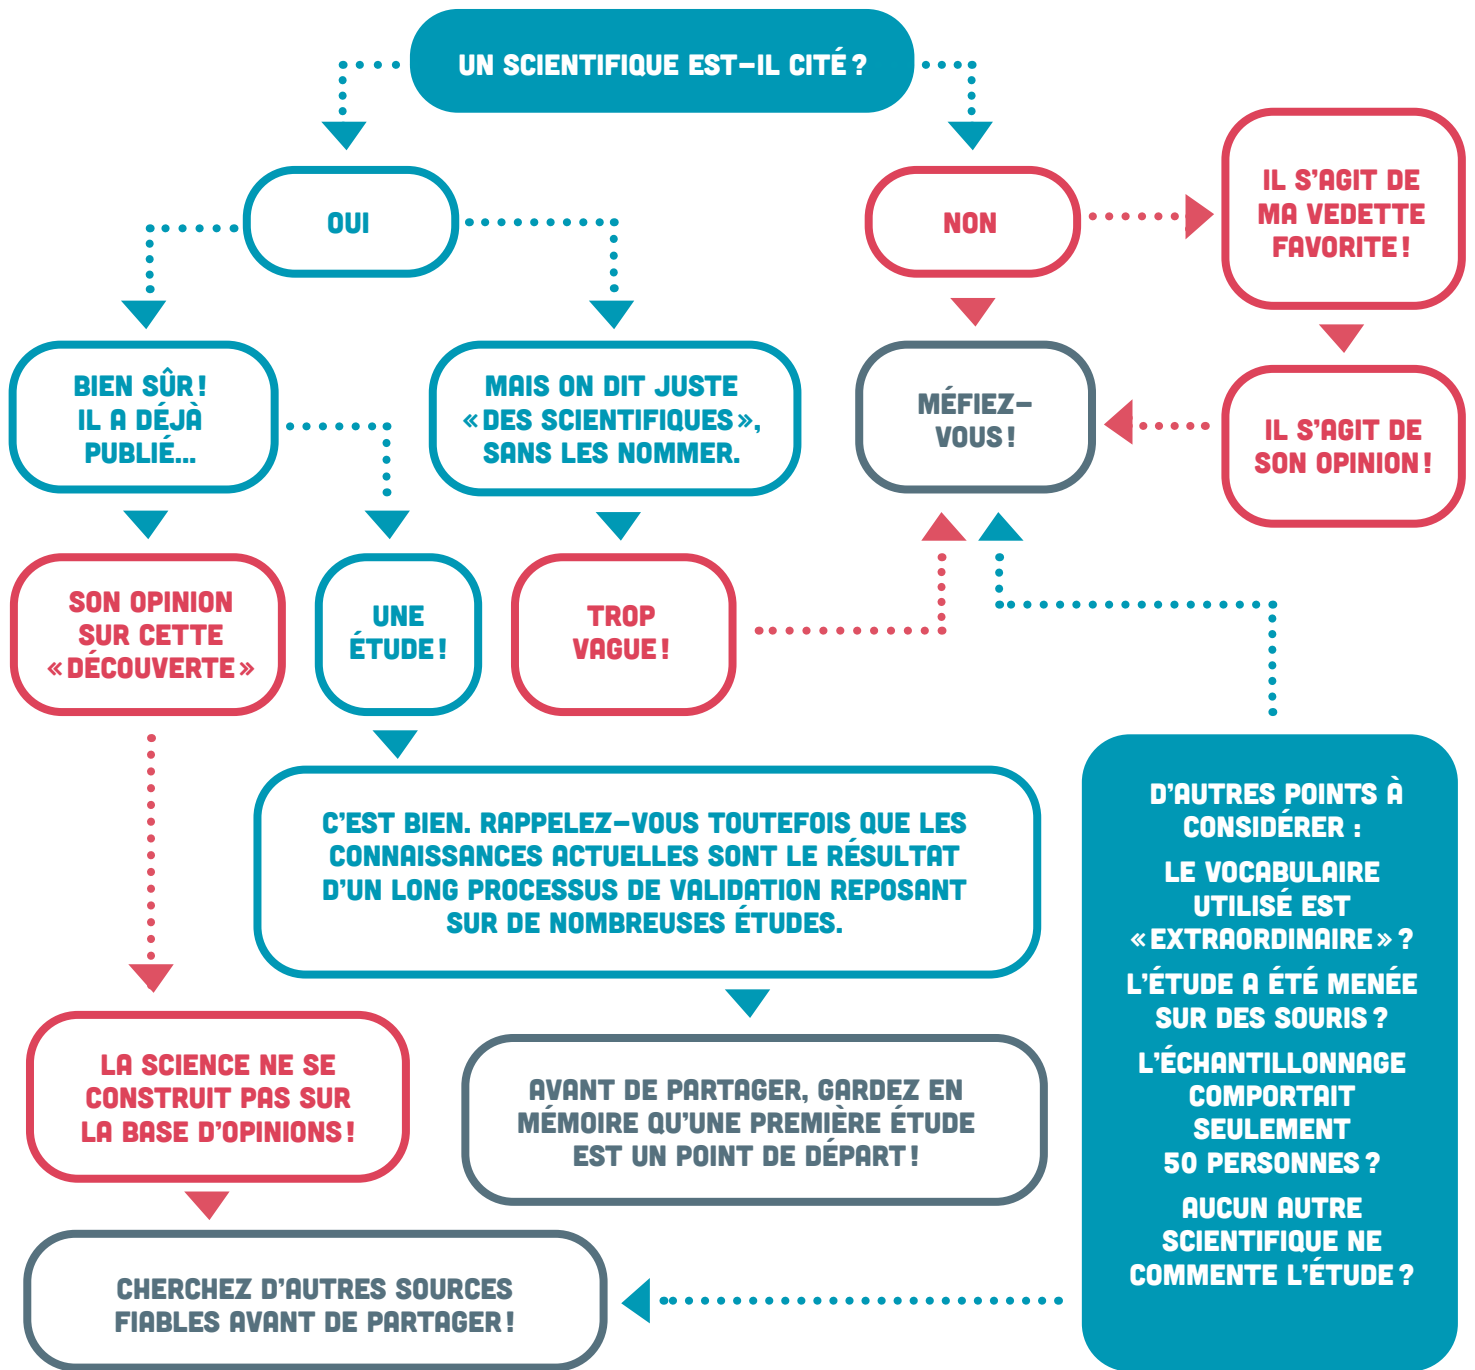 UN SCIENTIFIQUE EST-IL CITÉ ?
OUI
NON
IL S'AGIT DE
MA VEDETTE
FAVORITE !
BIEN SÛR !
IL A DÉJÀ
PUBLIÉ...
MAIS ON DIT JUSTE
« DES SCIENTIFIQUES »,
SANS LES NOMMER.
MÉFIEZ-
VOUS !
IL S'AGIT DE
SON OPINION !
SON OPINION
SUR CETTE
« DÉCOUVERTE »
UNE
ÉTUDE !
TROP
VAGUE !
C'EST BIEN. RAPPELEZ-VOUS TOUTEFOIS QUE LES
CONNAISSANCES ACTUELLES SONT LE RÉSULTAT
D'UN LONG PROCESSUS DE VALIDATION REPOSANT
SUR DE NOMBREUSES ÉTUDES.
D'AUTRES POINTS À
CONSIDÉRER :
LE VOCABULAIRE
UTILISÉ EST
« EXTRAORDINAIRE » ?
L'ÉTUDE A ÉTÉ MENÉE
SUR DES SOURIS ?
L'ÉCHANTILLONNAGE
COMPORTAIT
SEULEMENT
50 PERSONNES ?
AUCUN AUTRE
SCIENTIFIQUE NE
COMMENTE L'ÉTUDE ?
LA SCIENCE NE SE
CONSTRUIT PAS SUR
LA BASE D'OPINIONS !
AVANT DE PARTAGER, GARDEZ EN
MÉMOIRE QU'UNE PREMIÈRE ÉTUDE
EST UN POINT DE DÉPART !
CHERCHEZ D'AUTRES SOURCES
FIABLES AVANT DE PARTAGER !